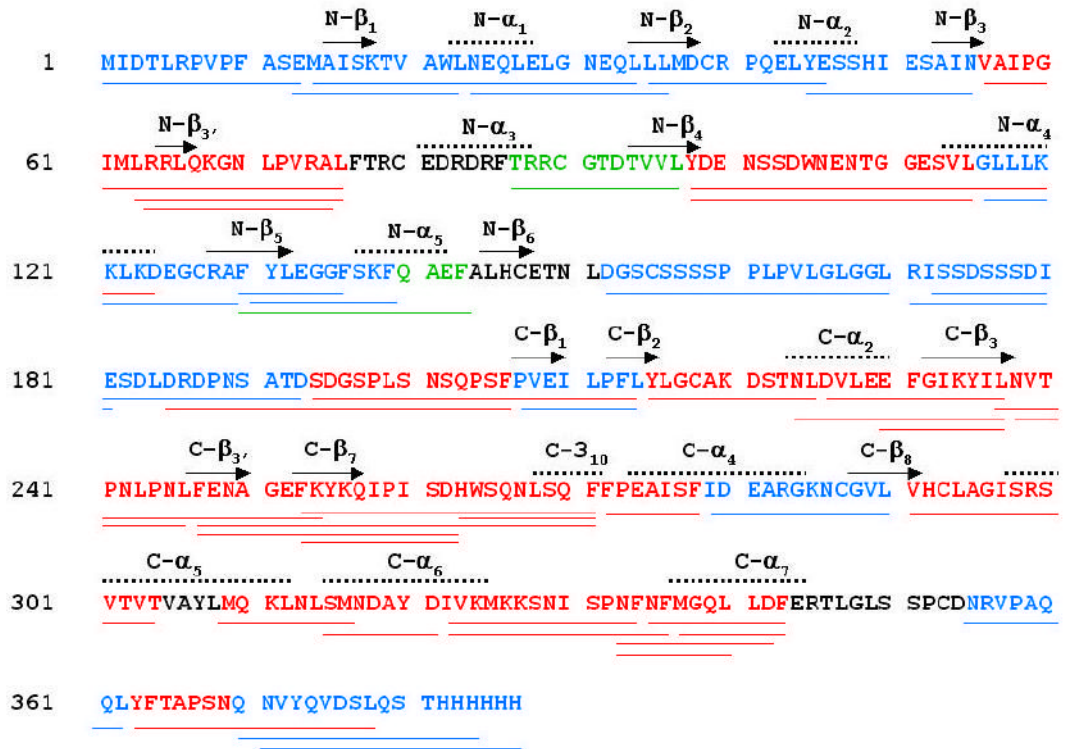 N-β1 N-α1 N-β2 N-α2 N-β3
1 MIDTLRPVPF ASEMAISKTV AWLNEQLELG NEQLLLMDCR PQELYESSHI ESAINVAIPG
N-β3' N-α3 N-β4 N-α4
61 IMLRRLQKGN LPVRALFTRC EDRDRFTRRC GTDTVVLYDE NSSDWNENTG GESVLGLLLK
N-β5 N-α5 N-β6
121 KLKDEGCRAF YLEGGFSKFQ AEFALHCETN LDGSCSSSSP PLPVLGLGGL RISSDSSSDI
C-β1 C-β2 C-α2 C-β3
181 ESDLDRDPNS ATDSDGSPLS NSQPSFPVEI LPFLYLGCAK DSTNLDVLEE FGIKYILNVT
C-β3' C-β7 C-310 C-α4 C-β8
241 PNLPNLFENA GEFKYKQIPI SDHWSQNLSQ FFPEAISFID EARGKNCGVL VHCLAGISRS
C-α5 C-α6 C-α7
301 VTVTVAYLMQ KLNLSMNDAY DIVKMKKSNI SPNFNFMGQL LDFERTLGLS SPCDNRVPAQ
361 QLYFTAPSNQ NVYQVDSLQS THHHHHH